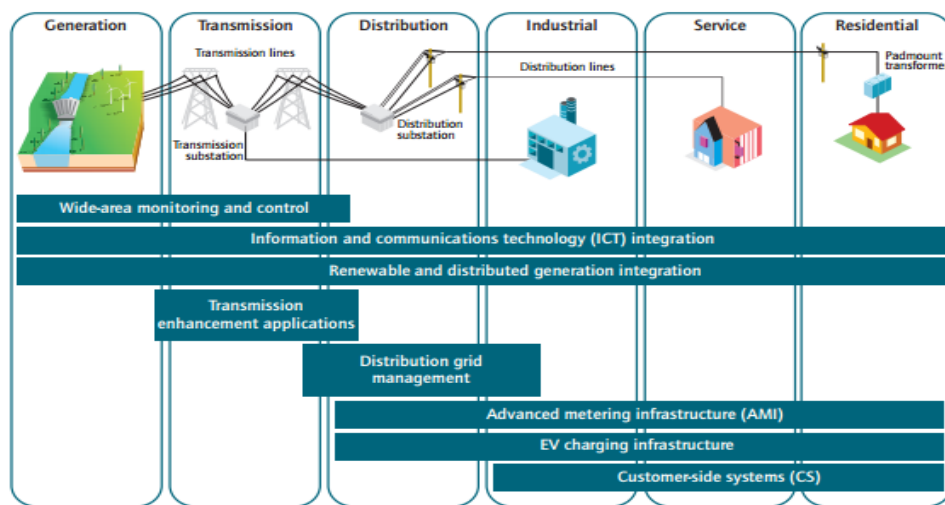 Generation
Transmission
Distribution
Industrial
Service
Residential
Transmission lines
Padmount
transforme
Distribution lines
Distribution
substation
Transmission
substation
Wide-area monitoring and control
Information and communications technology (ICT) integration
Renewable and distributed generation integration
Transmission
enhancement applications
Distribution grid
management
Advanced metering infrastructure (AMI)
EV charging infrastructure
Customer-side systems (CS)